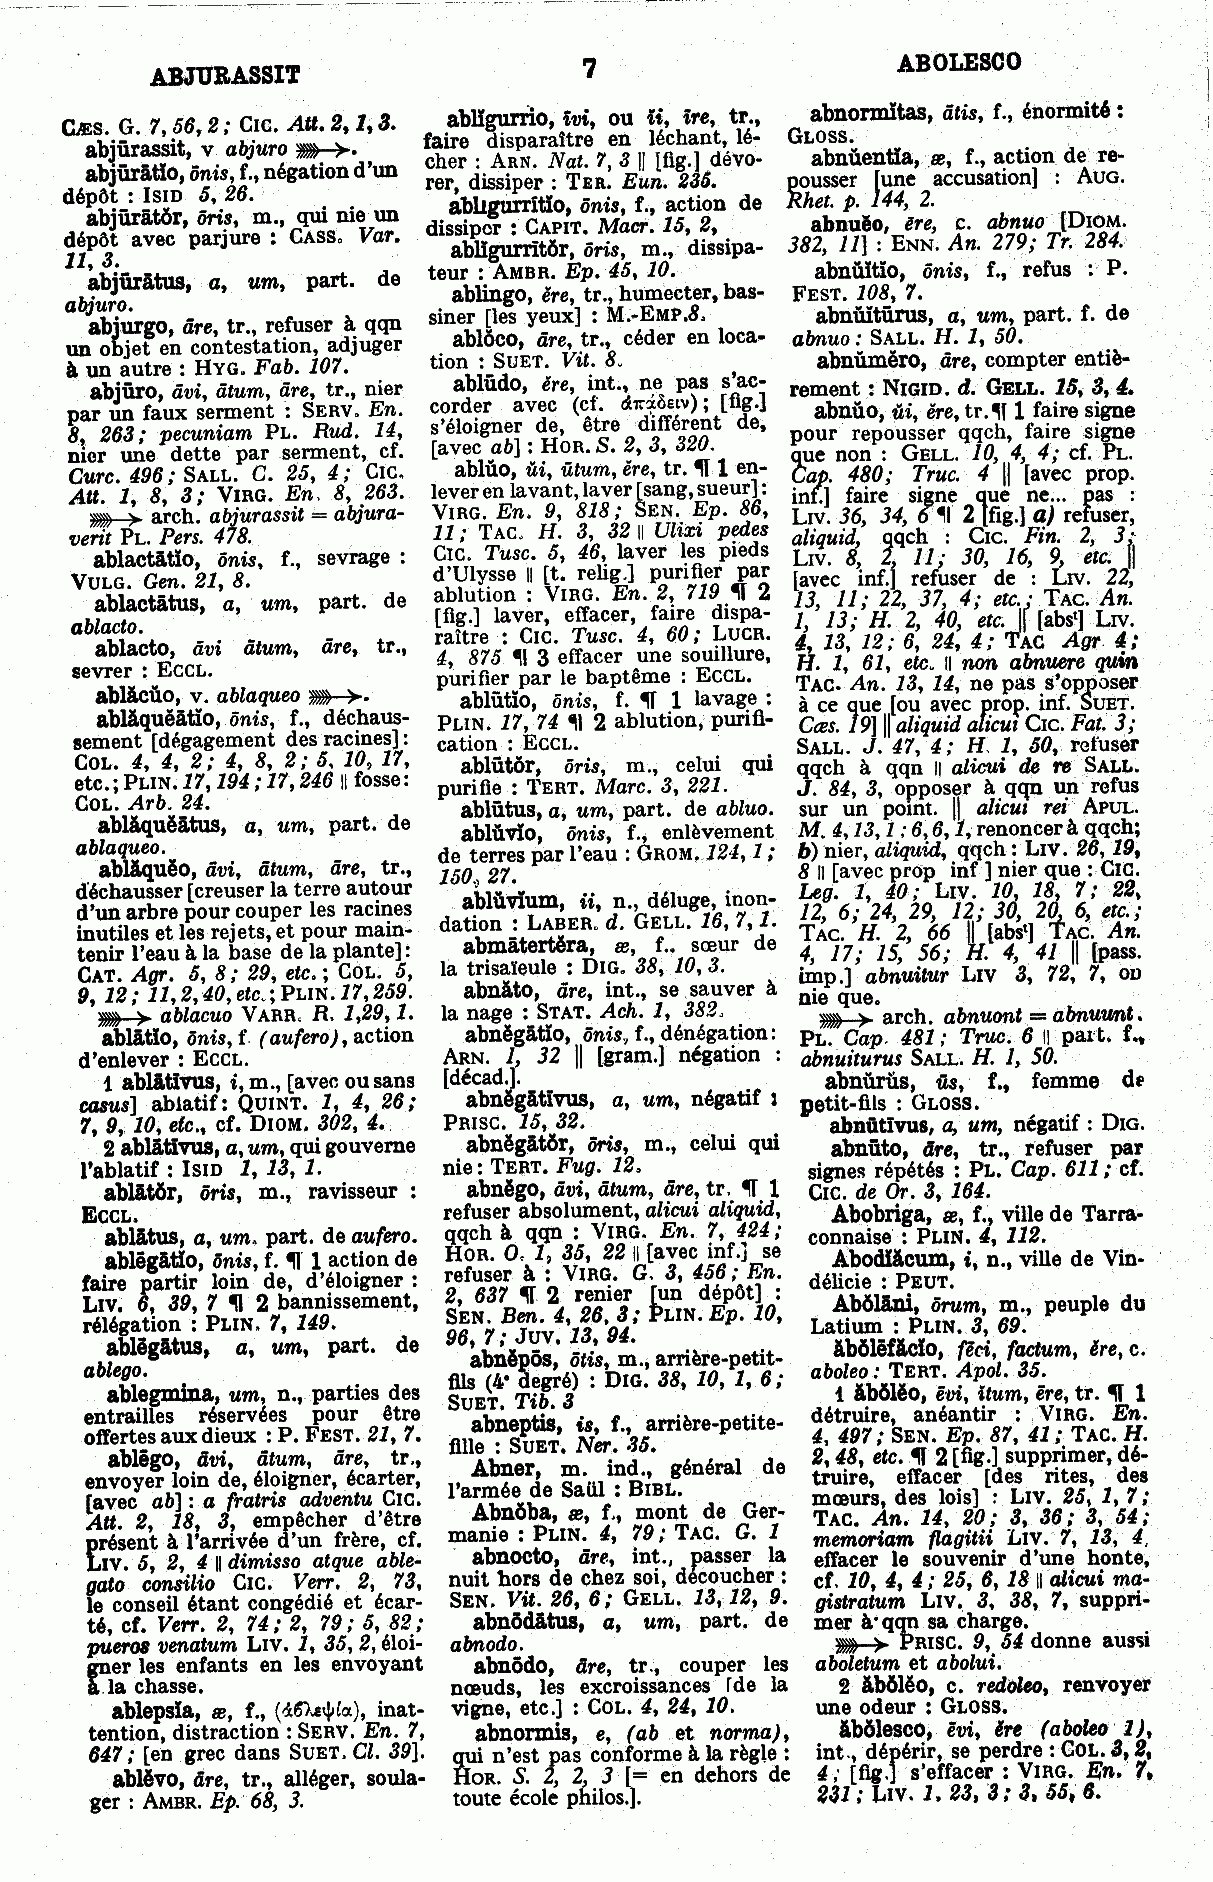 ABJURASSIT
7
ABOLESCO
CÆS. G. 7, 56, 2 ; CIC. Att. 2, 1, 3.
abjūrassit, v abjuro ⤐.
abjūrātĭo, ōnis, f., négation d'un
dépôt : ISID 5, 26.
abjūrātŏr, ōris, m., qui nie un
dépôt avec parjure : CASS. Var.
11, 3.
abjūrātus, a, um, part. de
abjuro.
abjurgo, āre, tr., refuser à qqn
un objet en contestation, adjuger
à un autre : HYG. Fab. 107.
abjūro, āvi, ātum, āre, tr., nier
par un faux serment : SERV. En.
8, 263 ; pecuniam PL. Rud. 14,
nier une dette par serment, cf.
Curc. 496 ; SALL. C. 25, 4 ; CIC.
Att. 1, 8, 3 ; VIRG. En. 8, 263.
⤐ arch. abjurassit = abjura-
verit PL. Pers. 478.
ablactātĭo, ōnis, f., sevrage :
VULG. Gen. 21, 8.
ablactātus, a, um, part. de
ablacto.
ablacto, āvi ātum, āre, tr.,
sevrer : ECCL.
ablăcŭo, v. ablaqueo ⤐.
ablăquĕātĭo, ōnis, f., déchaus-
sement [dégagement des racines] :
COL. 4, 4, 2 ; 4, 8, 2 ; 5, 10, 17,
etc. ; PLIN. 17, 194 ; 17, 246 || fosse :
COL. Arb. 24.
ablăquĕātus, a, um, part. de
ablaqueo.
ablăquĕo, āvi, ātum, āre, tr.,
déchausser [creuser la terre autour
d'un arbre pour couper les racines
inutiles et les rejets, et pour main-
tenir l'eau à la base de la plante] :
CAT. Agr. 5, 8 ; 29, etc. ; COL. 5,
9, 12 ; 11, 2, 40, etc. ; PLIN. 17, 259.
⤐ ablacuo VARR. R. 1, 29, 1.
ablātĭo, ōnis, f (aufero), action
d'enlever : ECCL.
1 ablātīvus, i, m., [avec ou sans
casus] ablatif : QUINT. 1, 4, 26 ;
7, 9, 10, etc., cf. DIOM. 302, 4.
2 ablātīvus, a, um, qui gouverne
l'ablatif : ISID 1, 13, 1.
ablātŏr, ōris, m., ravisseur :
ECCL.
ablātus, a, um. part. de aufero.
ablēgātĭo, ōnis, f. ¶ 1 action de
faire partir loin de, d'éloigner :
LIV. 6, 39, 7 ¶ 2 bannissement,
rélégation : PLIN. 7, 149.
ablēgātus, a, um, part. de
ablego.
ablegmina, um, n., parties des
entrailles réservées pour être
offertes aux dieux : P. FEST. 21, 7.
ablēgo, āvi, ātum, āre, tr.,
envoyer loin de, éloigner, écarter,
[avec ab] : a fratris adventu CIC.
Att. 2, 18, 3, empêcher d'être
présent à l'arrivée d'un frère, cf.
LIV. 5, 2, 4 || dimisso atque able-
gato consilio CIC. Verr. 2, 73,
le conseil étant congédié et écar-
té, cf. Verr. 2, 74 ; 2, 79 ; 5, 82 ;
pueros venatum LIV. 1, 35, 2, éloi-
gner les enfants en les envoyant
à la chasse.
ablepsĭa, æ, f., (ἀϐλεψία), inat-
tention, distraction : SERV. En. 7,
647 ; [en grec dans SUET. Cl. 39].
ablĕvo, āre, tr., alléger, soula-
ger : AMBR. Ep. 68, 3.
ablĭgurrio, īvi, ou ĭi, īre, tr.,
faire disparaître en léchant, lé-
cher : ARN. Nat. 7, 3 || [fig.] dévo-
rer, dissiper : TER. Eun. 235.
ablĭgurrītĭo, ōnis, f., action de
dissiper : CAPIT. Macr. 15, 2,
ablĭgurrītŏr, ōris, m., dissipa-
teur : AMBR. Ep. 45, 10.
ablingo, ĕre, tr., humecter, bas-
siner [les yeux] : M.-EMP. 8.
ablŏco, āre, tr., céder en loca-
tion : SUET. Vit. 8.
ablūdo, ĕre, int., ne pas s'ac-
corder avec (cf. ἀπᾴδειν) ; [fig.]
s'éloigner de, être différent de,
[avec ab] : HOR. S. 2, 3, 320.
ablŭo, ŭi, ūtum, ĕre, tr. ¶ 1 en-
lever en lavant, laver [sang, sueur] :
VIRG. En. 9, 818 ; SEN. Ep. 86,
11 ; TAC. H. 3, 32 || Ulixi pedes
CIC. Tusc. 5, 46, laver les pieds
d'Ulysse || [t. relig.] purifier par
ablution : VIRG. En. 2, 719 ¶ 2
[fig.] laver, effacer, faire dispa-
raître : CIC. Tusc. 4, 60 ; LUCR.
4, 875 ¶ 3 effacer une souillure,
purifier par le baptême : ECCL.
ablūtĭo, ōnis, f. ¶ 1 lavage :
PLIN. 17, 74 ¶ 2 ablution, purifi-
cation : ECCL.
ablūtŏr, ōris, m., celui qui
purifie : TERT. Marc. 3, 221.
ablūtus, a, um, part. de abluo.
ablŭvĭo, ōnis, f., enlèvement
de terres par l'eau : GROM. 124, 1 ;
150, 27.
ablŭvĭum, ii, n., déluge, inon-
dation : LABER. d. GELL. 16, 7, 1.
abmātertĕra, æ, f.. sœur de
la trisaïeule : DIG. 38, 10, 3.
abnăto, āre, int., se sauver à
la nage : STAT. Ach. 1, 382.
abnĕgātĭo, ōnis, f., dénégation :
ARN. 1, 32 || [gram.] négation :
[décad.].
abnĕgātīvus, a, um, négatif :
PRISC. 15, 32.
abnĕgātŏr, ōris, m., celui qui
nie : TERT. Fug. 12.
abnĕgo, āvi, ātum, āre, tr. ¶ 1
refuser absolument, alicui aliquid,
qqch à qqn : VIRG. En. 7, 424 ;
HOR. O. 1, 35, 22 || [avec inf.] se
refuser à : VIRG. G. 3, 456 ; En.
2, 637 ¶ 2 renier [un dépôt] :
SEN. Ben. 4, 26, 3 ; PLIN. Ep. 10,
96, 7 ; JUV. 13, 94.
abnĕpōs, ōtis, m., arrière-petit-
fils (4e degré) : DIG. 38, 10, 1, 6 ;
SUET. Tib. 3
abneptis, is, f., arrière-petite-
fille : SUET. Ner. 35.
Abner, m. ind., général de
l'armée de Saül : BIBL.
Abnŏba, æ, f., mont de Ger-
manie : PLIN. 4, 79 ; TAC. G. 1
abnocto, āre, int., passer la
nuit hors de chez soi, découcher :
SEN. Vit. 26, 6 ; GELL. 13, 12, 9.
abnōdātus, a, um, part. de
abnodo.
abnōdo, āre, tr., couper les
nœuds, les excroissances [de la
vigne, etc.] : COL. 4, 24, 10.
abnormis, e, (ab et norma),
qui n'est pas conforme à la règle :
HOR. S. 2, 2, 3 [= en dehors de
toute école philos.].
abnormĭtas, ātis, f., énormité :
GLOSS.
abnŭentĭa, æ, f., action de re-
pousser [une accusation] : AUG.
Rhet. p. 144, 2.
abnuĕo, ēre, c. abnuo [DIOM.
382, 11] : ENN. An. 279 ; Tr. 284.
abnŭĭtĭo, ōnis, f., refus : P.
FEST. 108, 7.
abnŭĭtūrus, a, um, part. f. de
abnuo : SALL. H. 1, 50.
abnŭmĕro, āre, compter entiè-
rement : NIGID. d. GELL. 15, 3, 4.
abnŭo, ŭi, ĕre, tr. ¶ 1 faire signe
pour repousser qqch, faire signe
que non : GELL. 10, 4, 4 ; cf. PL.
Cap. 480 ; Truc. 4 || [avec prop.
inf.] faire signe que ne... pas :
LIV. 36, 34, 6 ¶ 2 [fig.] a) refuser,
aliquid, qqch : CIC. Fin. 2, 3 ;
LIV. 8, 2, 11 ; 30, 16, 9, etc. ||
[avec inf.] refuser de : LIV. 22,
13, 11 ; 22, 37, 4 ; etc. ; TAC. An.
1, 13 ; H. 2, 40, etc. || [abst] LIV.
4, 13, 12 ; 6, 24, 4 ; TAC Agr. 4 ;
H. 1, 61, etc. || non abnuere quin
TAC. An. 13, 14, ne pas s'opposer
à ce que [ou avec prop. inf. SUET.
Cæs. 19] || aliquid alicui CIC. Fat. 3 ;
SALL. J. 47, 4 ; H. 1, 50, refuser
qqch à qqn || alicui de re SALL.
J. 84, 3, opposer à qqn un refus
sur un point. || alicui rei APUL.
M. 4, 13, 1 ; 6, 6, 1, renoncer à qqch ;
b) nier, aliquid, qqch : LIV. 26, 19,
8 || [avec prop inf ] nier que : CIC.
Leg. 1, 40 ; LIV. 10, 18, 7 ; 22,
12, 6 ; 24, 29, 12 ; 30, 20, 6, etc. ;
TAC. H. 2, 66 || [abst] TAC. An.
4, 17 ; 15, 56 ; H. 4, 41 || [pass.
imp.] abnuitur LIV 3, 72, 7, on
nie que.
⤐ arch. abnuont = abnuunt.
PL. Cap. 481 ; Truc. 6 || part. f.,
abnuiturus SALL. H. 1, 50.
abnŭrŭs, ūs, f., femme de
petit-fils : GLOSS.
abnūtīvus, a, um, négatif : DIG.
abnūto, āre, tr., refuser par
signes répétés : PL. Cap. 611 ; cf.
CIC. de Or. 3, 164.
Abobriga, æ, f., ville de Tarra-
connaise : PLIN. 4, 112.
Abodĭăcum, i, n., ville de Vin-
délicie : PEUT.
Abŏlāni, ōrum, m., peuple du
Latium : PLIN. 3, 69.
ăbŏlēfăcĭo, fēci, factum, ĕre, c.
aboleo : TERT. Apol. 35.
1 ăbŏlĕo, ēvi, ĭtum, ēre, tr. ¶ 1
détruire, anéantir : VIRG. En.
4, 497 ; SEN. Ep. 87, 41 ; TAC. H.
2, 48, etc. ¶ 2 [fig.] supprimer, dé-
truire, effacer [des rites, des
mœurs, des lois] : LIV. 25, 1, 7 ;
TAC. An. 14, 20 ; 3, 36 ; 3, 54 ;
memoriam flagitii LIV. 7, 13, 4,
effacer le souvenir d'une honte,
cf. 10, 4, 4 ; 25, 6, 18 || alicui ma-
gistratum LIV. 3, 38, 7, suppri-
mer à qqn sa charge.
⤐ PRISC. 9, 54 donne aussi
aboletum et abolui.
2 ăbŏlĕo, c. redoleo, renvoyer
une odeur : GLOSS.
ăbŏlesco, ēvi, ĕre (aboleo 1),
int., dépérir, se perdre : COL. 3, 2,
4 ; [fig.] s'effacer : VIRG. En. 7,
231 ; LIV. 1, 23, 3 ; 3, 55, 6.